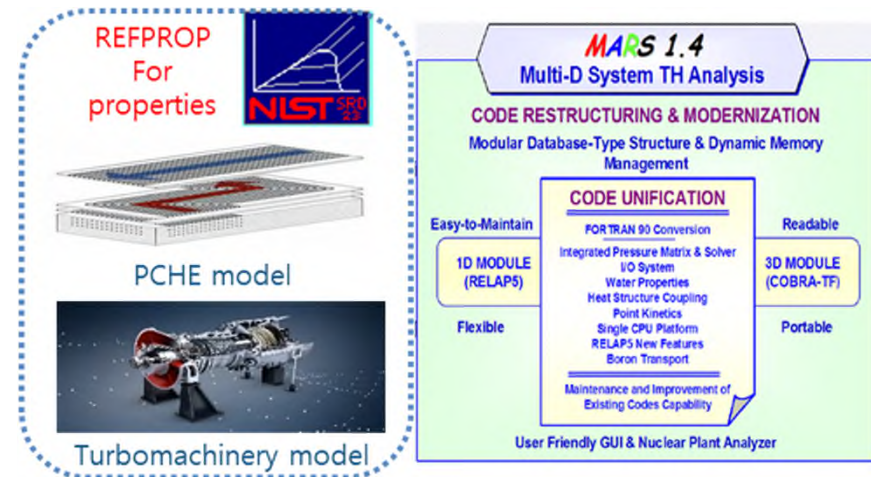 REFPROP
For
properties
NIST SRD
23
PCHE model
Turbomachinery model
MARS 1.4
Multi-D System TH Analysis
CODE RESTRUCTURING & MODERNIZATION
Modular Database-Type Structure & Dynamic Memory
Management
CODE UNIFICATION
FORTRAN 90 Conversion
Integrated Pressure Matrix & Solver
I/O System
Water Properties
Heat Structure Coupling
Point Kinetics
Single CPU Platform
RELAP5 New Features
Boron Transport
Maintenance and Improvement of
Existing Codes Capability
Easy-to-Maintain
1D MODULE
(RELAP5)
Flexible
Readable
3D MODULE
(COBRA-TF)
Portable
User Friendly GUI & Nuclear Plant Analyzer